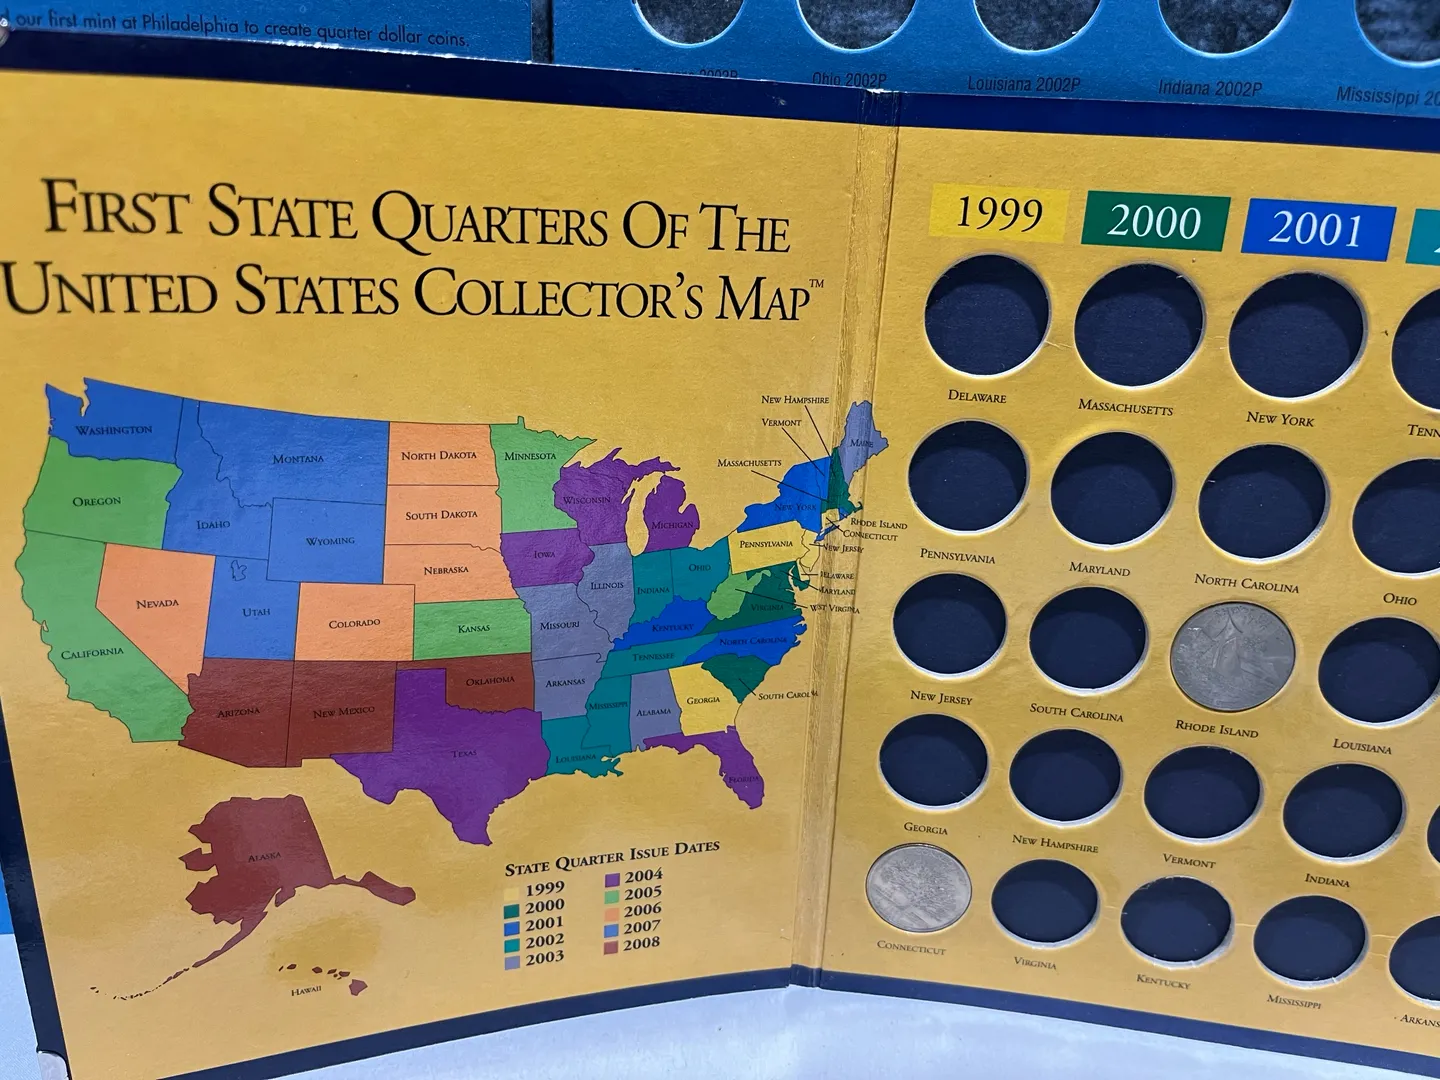 our first mint at Philadelphia to create quarter dollar coins.
2002P
Ohio 2002P
Louisiana 2002P
Indiana 2002P
Mississippi 20
FIRST STATE QUARTERS OF THE
UNITED STATES COLLECTOR'S MAP™
WASHINGTON
MONTANA
NORTH DAKOTA
MINNESOTA
OREGON
IDAHO
WYOMING
SOUTH DAKOTA
WISCONSIN
MICHIGAN
NEW HAMPSHIRE
VERMONT
MASSACHUSETTS
MAINE
NEW YORK
RHODE ISLAND
CONNECTICUT
NEW JERSEY
PENNSYLVANIA
DELAWARE
MARYLAND
WST VIRGINIA
NEVADA
UTAH
COLORADO
NEBRASKA
KANSAS
IOWA
ILLINOIS
INDIANA
OHIO
VIRGINIA
CALIFORNIA
MISSOURI
KENTUCKY
NORTH CAROLINA
TENNESSEE
ARIZONA
NEW MEXICO
OKLAHOMA
ARKANSAS
MISSISSIPPI
ALABAMA
GEORGIA
SOUTH CAROLINA
TEXAS
LOUISIANA
FLORIDA
ALASKA
HAWAII
STATE QUARTER ISSUE DATES
1999
2000
2001
2002
2003
2004
2005
2006
2007
2008
1999
2000
2001
DELAWARE
MASSACHUSETTS
NEW YORK
TENN
PENNSYLVANIA
MARYLAND
NORTH CAROLINA
OHIO
NEW JERSEY
SOUTH CAROLINA
RHODE ISLAND
LOUISIANA
GEORGIA
NEW HAMPSHIRE
VERMONT
INDIANA
CONNECTICUT
VIRGINIA
KENTUCKY
MISSISSIPPI
ARKANS